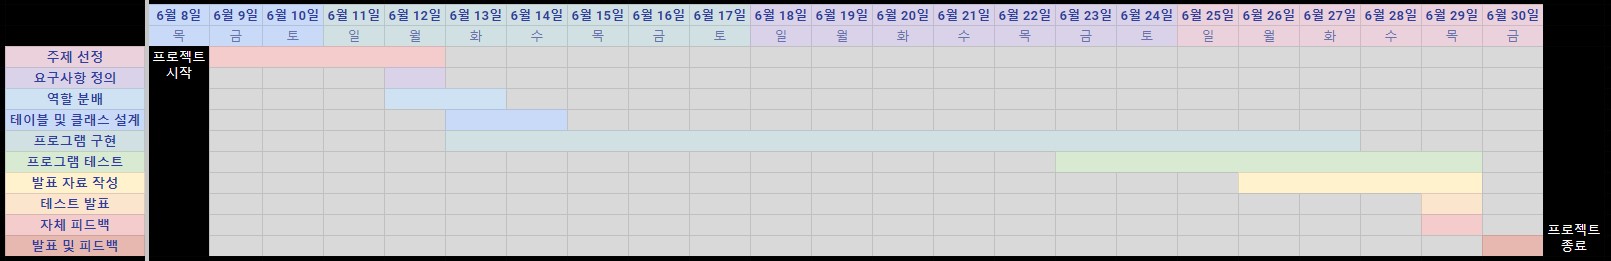 6월 8일 6월 9일 6월 10일 6월 11일 6월 12일 6월 13일 6월 14일 6월 15일 6월 16일 6월 17일 6월 18일 6월 19일 6월 20일 6월 21일 6월 22일 6월 23일 6월 24일 6월 25일 6월 26일 6월 27일 6월 28일 6월 29일 6월 30일
목 금 토 일 월 화 수 목 금 토 일 월 화 수 목 금 토 일 월 화 수 목 금
주제 선정
프로젝트
시작
요구사항 정의
역할 분배
테이블 및 클래스 설계
프로그램 구현
프로그램 테스트
발표 자료 작성
테스트 발표
자체 피드백
발표 및 피드백
프로젝트
종료